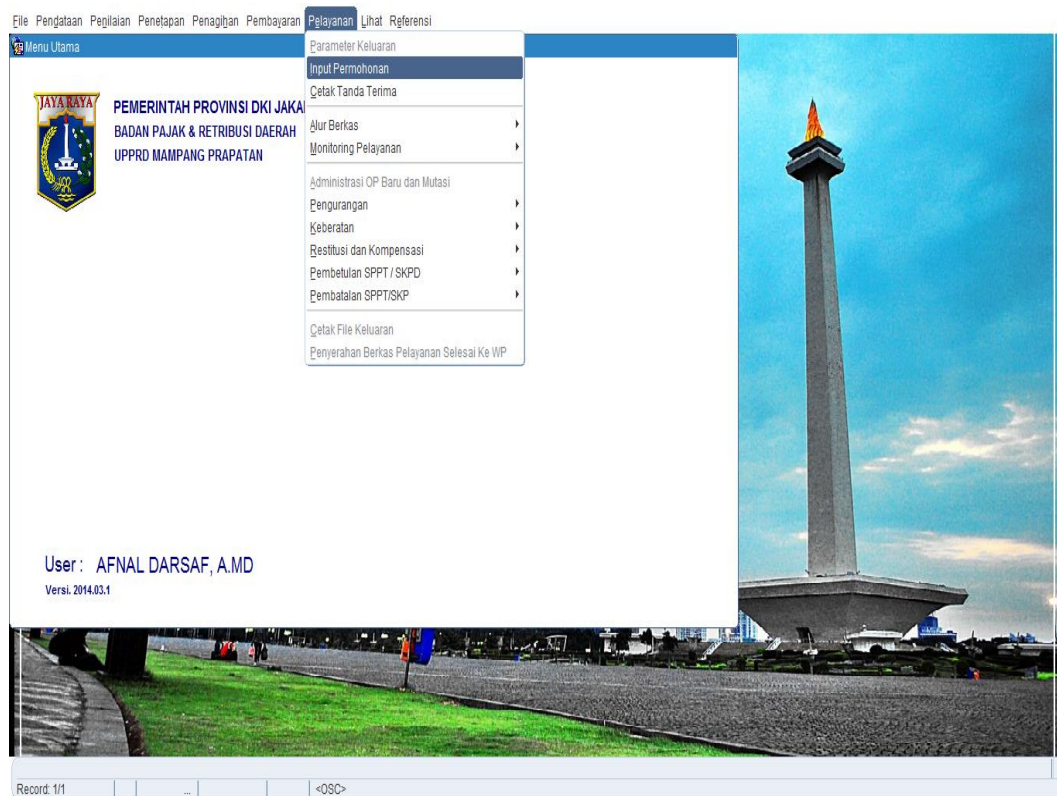 File Pendataan Penilaian Penetapan Penagihan Pembayaran Pelayanan Lihat Referensi
Menu Utama
JAYA RAYA
PEMERINTAH PROVINSI DKI JAKA
BADAN PAJAK & RETRIBUSI DAERAH
UPPRD MAMPANG PRAPATAN
Parameter Keluaran
Input Permohonan
Cetak Tanda Terima
Alur Berkas
Monitoring Pelayanan
Administrasi OP Baru dan Mutasi
Pengurangan
Keberatan
Restitusi dan Kompensasi
Pembetulan SPPT / SKPD
Pembatalan SPPT/SKP
Cetak File Keluaran
Penyerahan Berkas Pelayanan Selesai Ke WP
User : AFNAL DARSAF, A.MD
Versi. 2014.03.1
Record: 1/1 ... <OSC>